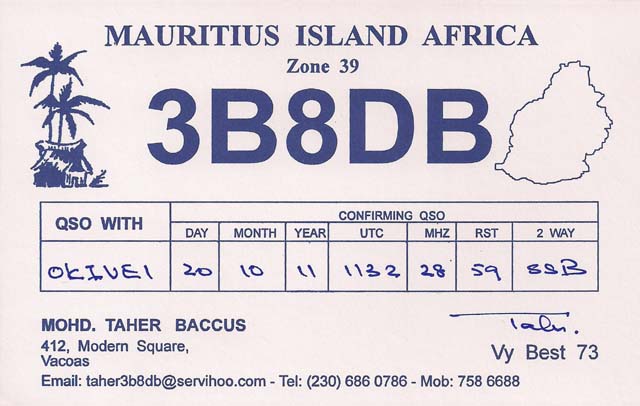 MAURITIUS ISLAND AFRICA
Zone 39
3B8DB
QSO WITH
CONFIRMING QSO
DAY MONTH YEAR UTC MHZ RST 2 WAY
OK1VEI 20 10 11 1132 28 59 SSB
MOHD. TAHER BACCUS
412, Modern Square,
Vacoas
Taher.
Vy Best 73
Email: taher3b8db@servihoo.com - Tel: (230) 686 0786 - Mob: 758 6688